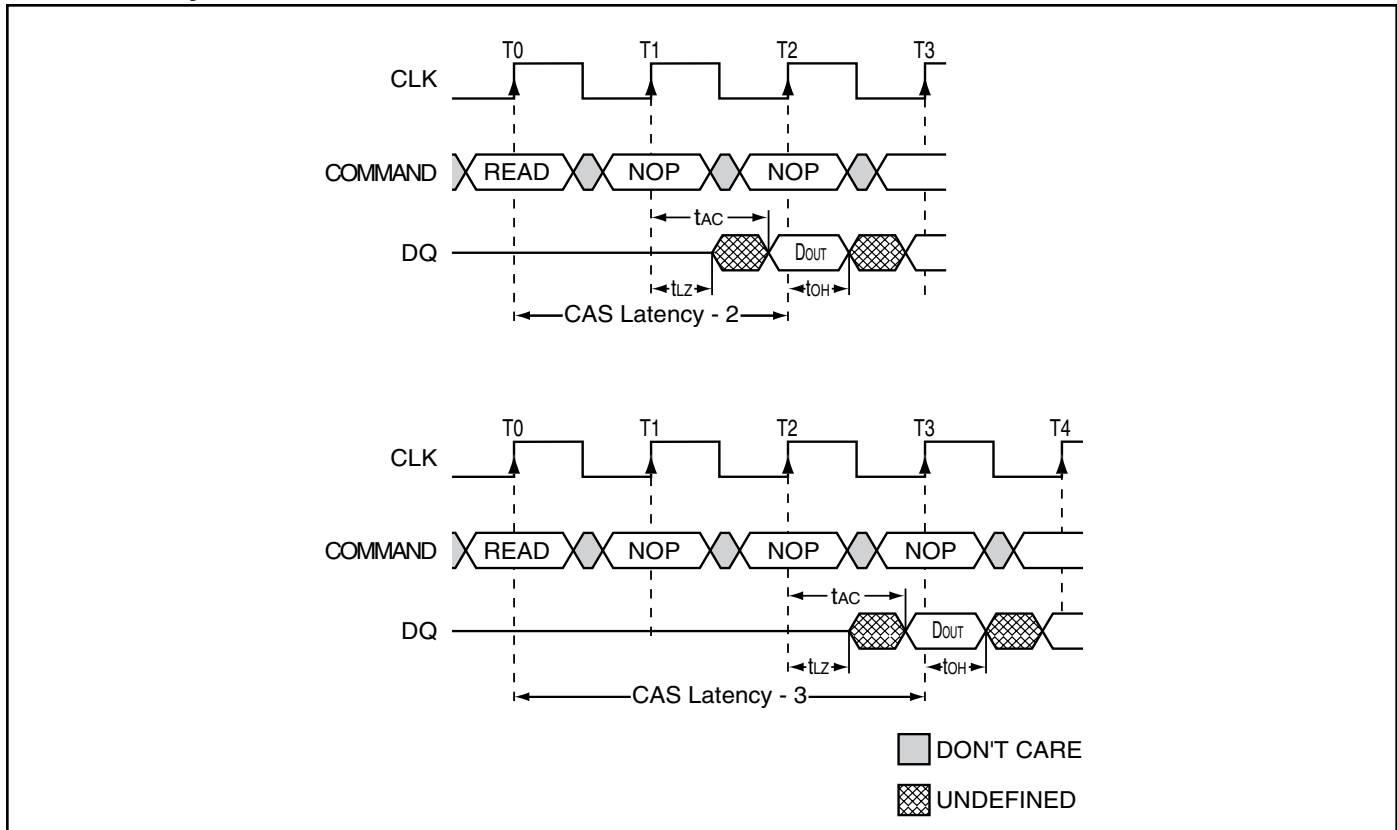 T0 T1 T2 T3
CLK
COMMAND READ NOP NOP
tAC
DQ DOUT
tLZ tOH
CAS Latency - 2
T0 T1 T2 T3 T4
CLK
COMMAND READ NOP NOP NOP
tAC
DQ DOUT
tLZ tOH
CAS Latency - 3
DON'T CARE
UNDEFINED